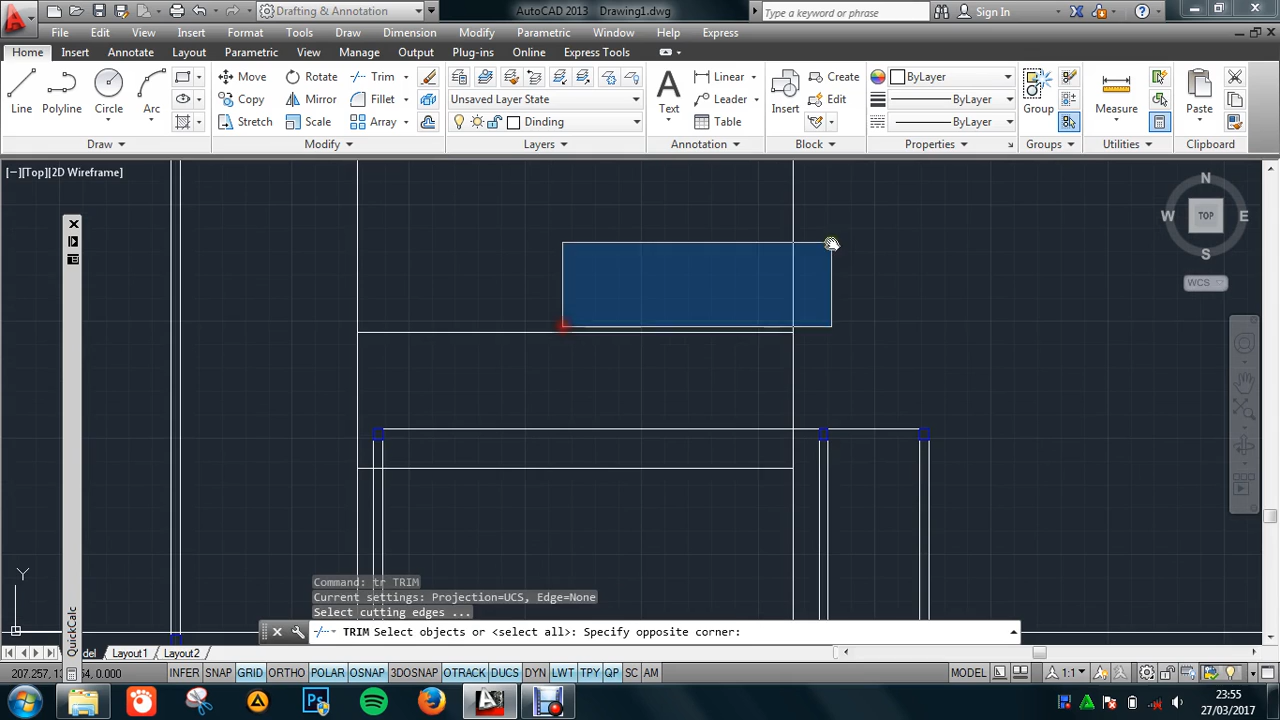 Drafting & Annotation
AutoCAD 2013 Drawing1.dwg
Type a keyword or phrase
Sign In
File Edit View Insert Format Tools Draw Dimension Modify Parametric Window Help Express
Home Insert Annotation Layout Parametric View Manage Output Plug-ins Online Express Tools
Line Polyline Circle Arc
Move Rotate Trim
Copy Mirror Fillet
Stretch Scale Array
Unsaved Layer State
Dinding
Text
Linear
Leader
Table
Insert
Create
Edit
ByLayer
ByLayer
ByLayer
Group
Measure
Paste
Draw Modify Layers Annotation Block Properties Groups Utilities Clipboard
[−][Top][2D Wireframe]
N
W TOP E
S
WCS
Y
QuickCalc
Command: tr TRIM
Current settings: Projection=UCS, Edge=None
Select cutting edges ...
TRIM Select objects or <select all>: Specify opposite corner:
Layout1 Layout2
INFER SNAP GRID ORTHO POLAR OSNAP 3DOSNAP OTRACK DUCS DYN LWT TPY QP SC AM
MODEL
1:1
23:55
27/03/2017